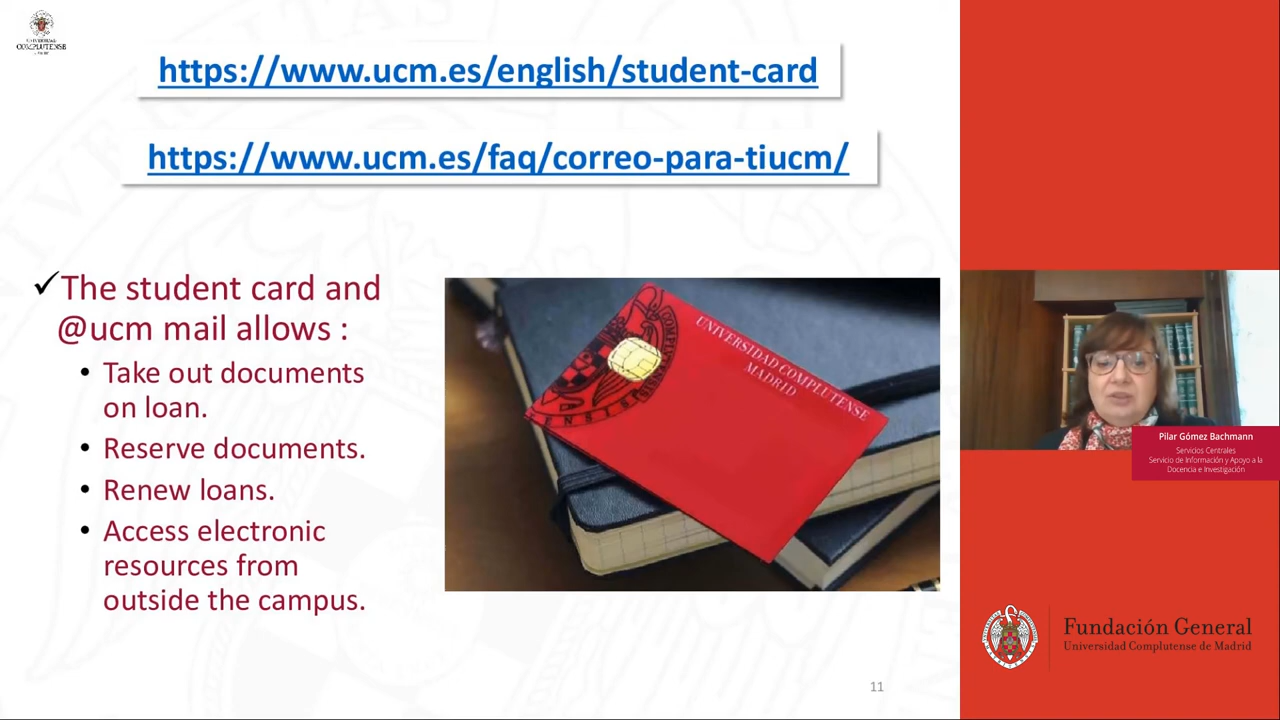 UNIVERSIDAD
COMPLUTENSE
https://www.ucm.es/english/student-card
https://www.ucm.es/faq/correo-para-tiucm/
✓The student card and
@ucm mail allows :
• Take out documents
on loan.
• Reserve documents.
• Renew loans.
• Access electronic
resources from
outside the campus.
UNIVERSIDAD COMPLUTENSE
MADRID
11
Pilar Gómez Bachmann
Servicios Centrales
Servicio de Información y Apoyo a la
Docencia e Investigación
Fundación General
Universidad Complutense de Madrid